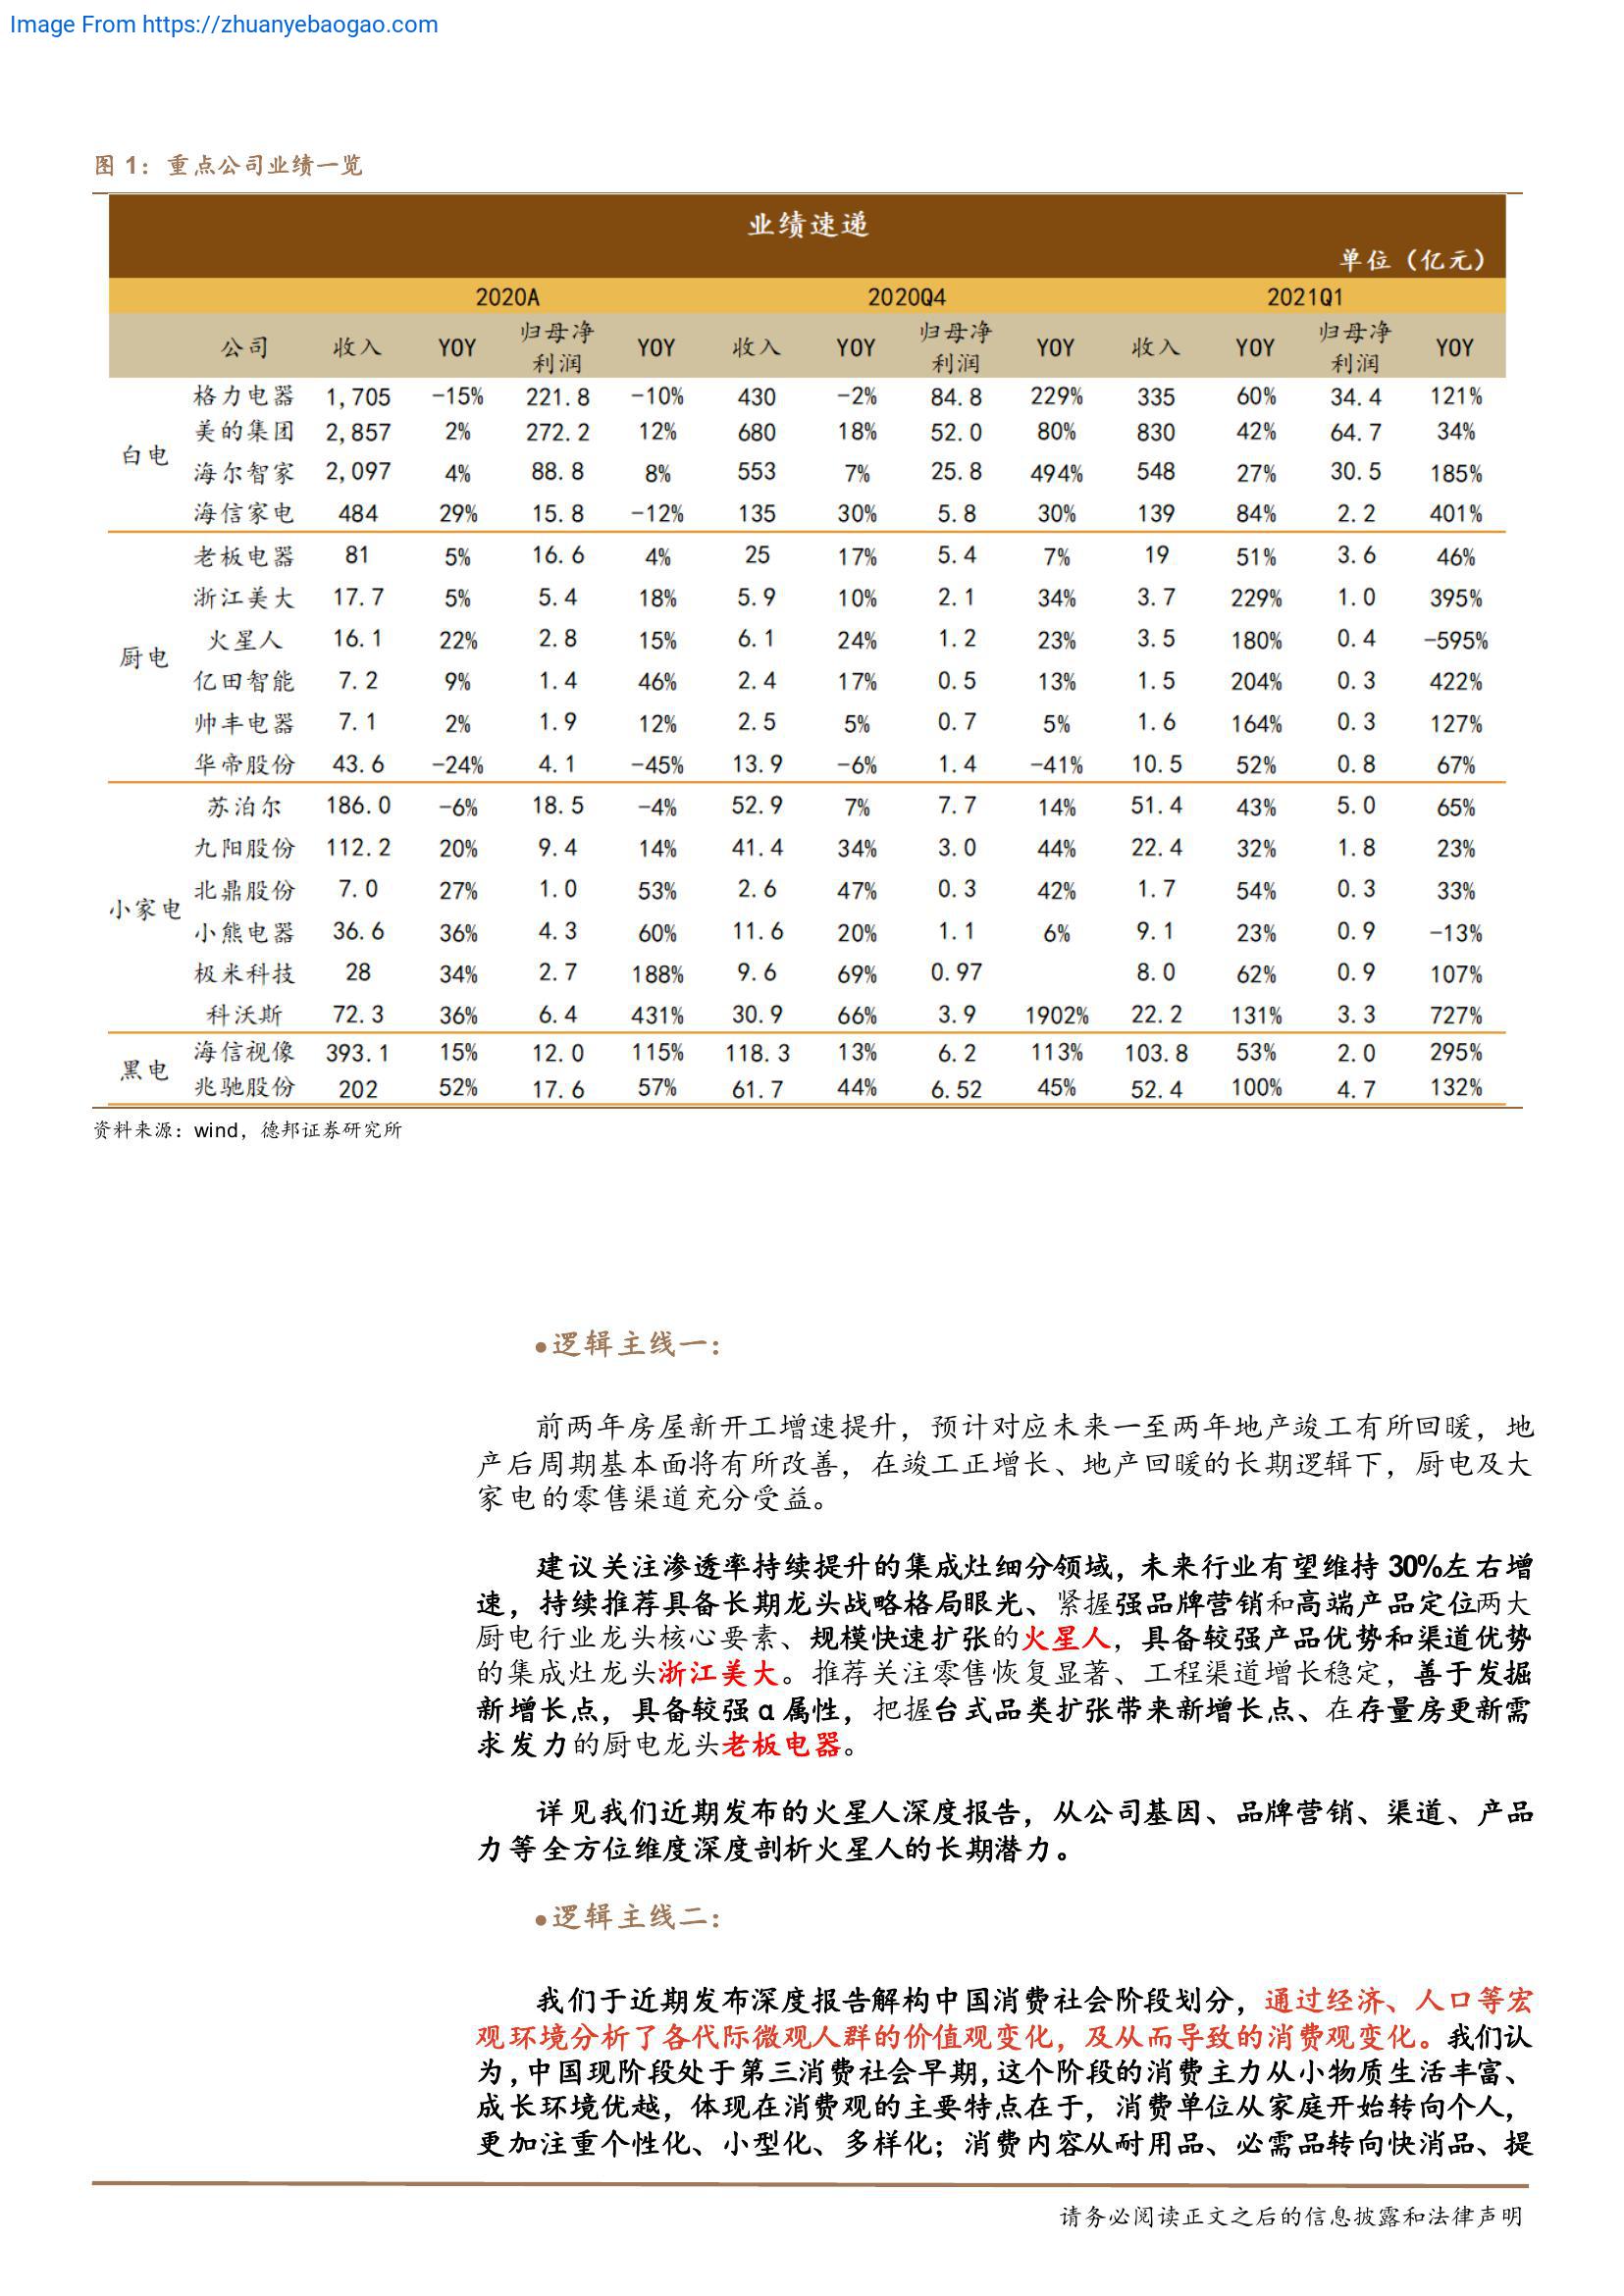 Image From https://zhuanyebaogao.com
图 1：重点公司业绩一览
业绩速递
单位（亿元）
2020A 2020Q4 2021Q1
公司 收入 YOY 归母净利润 YOY 收入 YOY 归母净利润 YOY 收入 YOY 归母净利润 YOY
白电
格力电器 1,705 -15% 221.8 -10% 430 -2% 84.8 229% 335 60% 34.4 121%
美的集团 2,857 2% 272.2 12% 680 18% 52.0 80% 830 42% 64.7 34%
海尔智家 2,097 4% 88.8 8% 553 7% 25.8 494% 548 27% 30.5 185%
海信家电 484 29% 15.8 -12% 135 30% 5.8 30% 139 84% 2.2 401%
厨电
老板电器 81 5% 16.6 4% 25 17% 5.4 7% 19 51% 3.6 46%
浙江美大 17.7 5% 5.4 18% 5.9 10% 2.1 34% 3.7 229% 1.0 395%
火星人 16.1 22% 2.8 15% 6.1 24% 1.2 23% 3.5 180% 0.4 -595%
亿田智能 7.2 9% 1.4 46% 2.4 17% 0.5 13% 1.5 204% 0.3 422%
帅丰电器 7.1 2% 1.9 12% 2.5 5% 0.7 5% 1.6 164% 0.3 127%
华帝股份 43.6 -24% 4.1 -45% 13.9 -6% 1.4 -41% 10.5 52% 0.8 67%
小家电
苏泊尔 186.0 -6% 18.5 -4% 52.9 7% 7.7 14% 51.4 43% 5.0 65%
九阳股份 112.2 20% 9.4 14% 41.4 34% 3.0 44% 22.4 32% 1.8 23%
北鼎股份 7.0 27% 1.0 53% 2.6 47% 0.3 42% 1.7 54% 0.3 33%
小熊电器 36.6 36% 4.3 60% 11.6 20% 1.1 6% 9.1 23% 0.9 -13%
极米科技 28 34% 2.7 188% 9.6 69% 0.97 8.0 62% 0.9 107%
科沃斯 72.3 36% 6.4 431% 30.9 66% 3.9 1902% 22.2 131% 3.3 727%
黑电
海信视像 393.1 15% 12.0 115% 118.3 13% 6.2 113% 103.8 53% 2.0 295%
兆驰股份 202 52% 17.6 57% 61.7 44% 6.52 45% 52.4 100% 4.7 132%
资料来源：wind，德邦证券研究所
●逻辑主线一：
前两年房屋新开工增速提升，预计对应未来一至两年地产竣工有所回暖，地
产后周期基本面将有所改善，在竣工正增长、地产回暖的长期逻辑下，厨电及大
家电的零售渠道充分受益。
建议关注渗透率持续提升的集成灶细分领域，未来行业有望维持 30%左右增
速，持续推荐具备长期龙头战略格局眼光、紧握强品牌营销和高端产品定位两大
厨电行业龙头核心要素、规模快速扩张的火星人，具备较强产品优势和渠道优势
的集成灶龙头浙江美大。推荐关注零售恢复显著、工程渠道增长稳定，善于发掘
新增长点，具备较强 α 属性，把握台式品类扩张带来新增长点、在存量房更新需
求发力的厨电龙头老板电器。
详见我们近期发布的火星人深度报告，从公司基因、品牌营销、渠道、产品
力等全方位维度深度剖析火星人的长期潜力。
●逻辑主线二：
我们于近期发布深度报告解构中国消费社会阶段划分，通过经济、人口等宏
观环境分析了各代际微观人群的价值观变化，及从而导致的消费观变化。我们认
为，中国现阶段处于第三消费社会早期，这个阶段的消费主力从小物质生活丰富、
成长环境优越，体现在消费观的主要特点在于，消费单位从家庭开始转向个人，
更加注重个性化、小型化、多样化；消费内容从耐用品、必需品转向快消品、提
请务必阅读正文之后的信息披露和法律声明